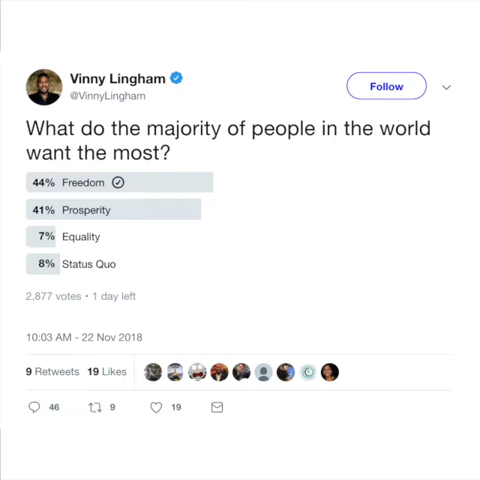 Vinny Lingham
@VinnyLingham
Follow
What do the majority of people in the world
want the most?
44% Freedom
41% Prosperity
7% Equality
8% Status Quo
2,877 votes • 1 day left
10:03 AM - 22 Nov 2018
9 Retweets 19 Likes
46 9 19